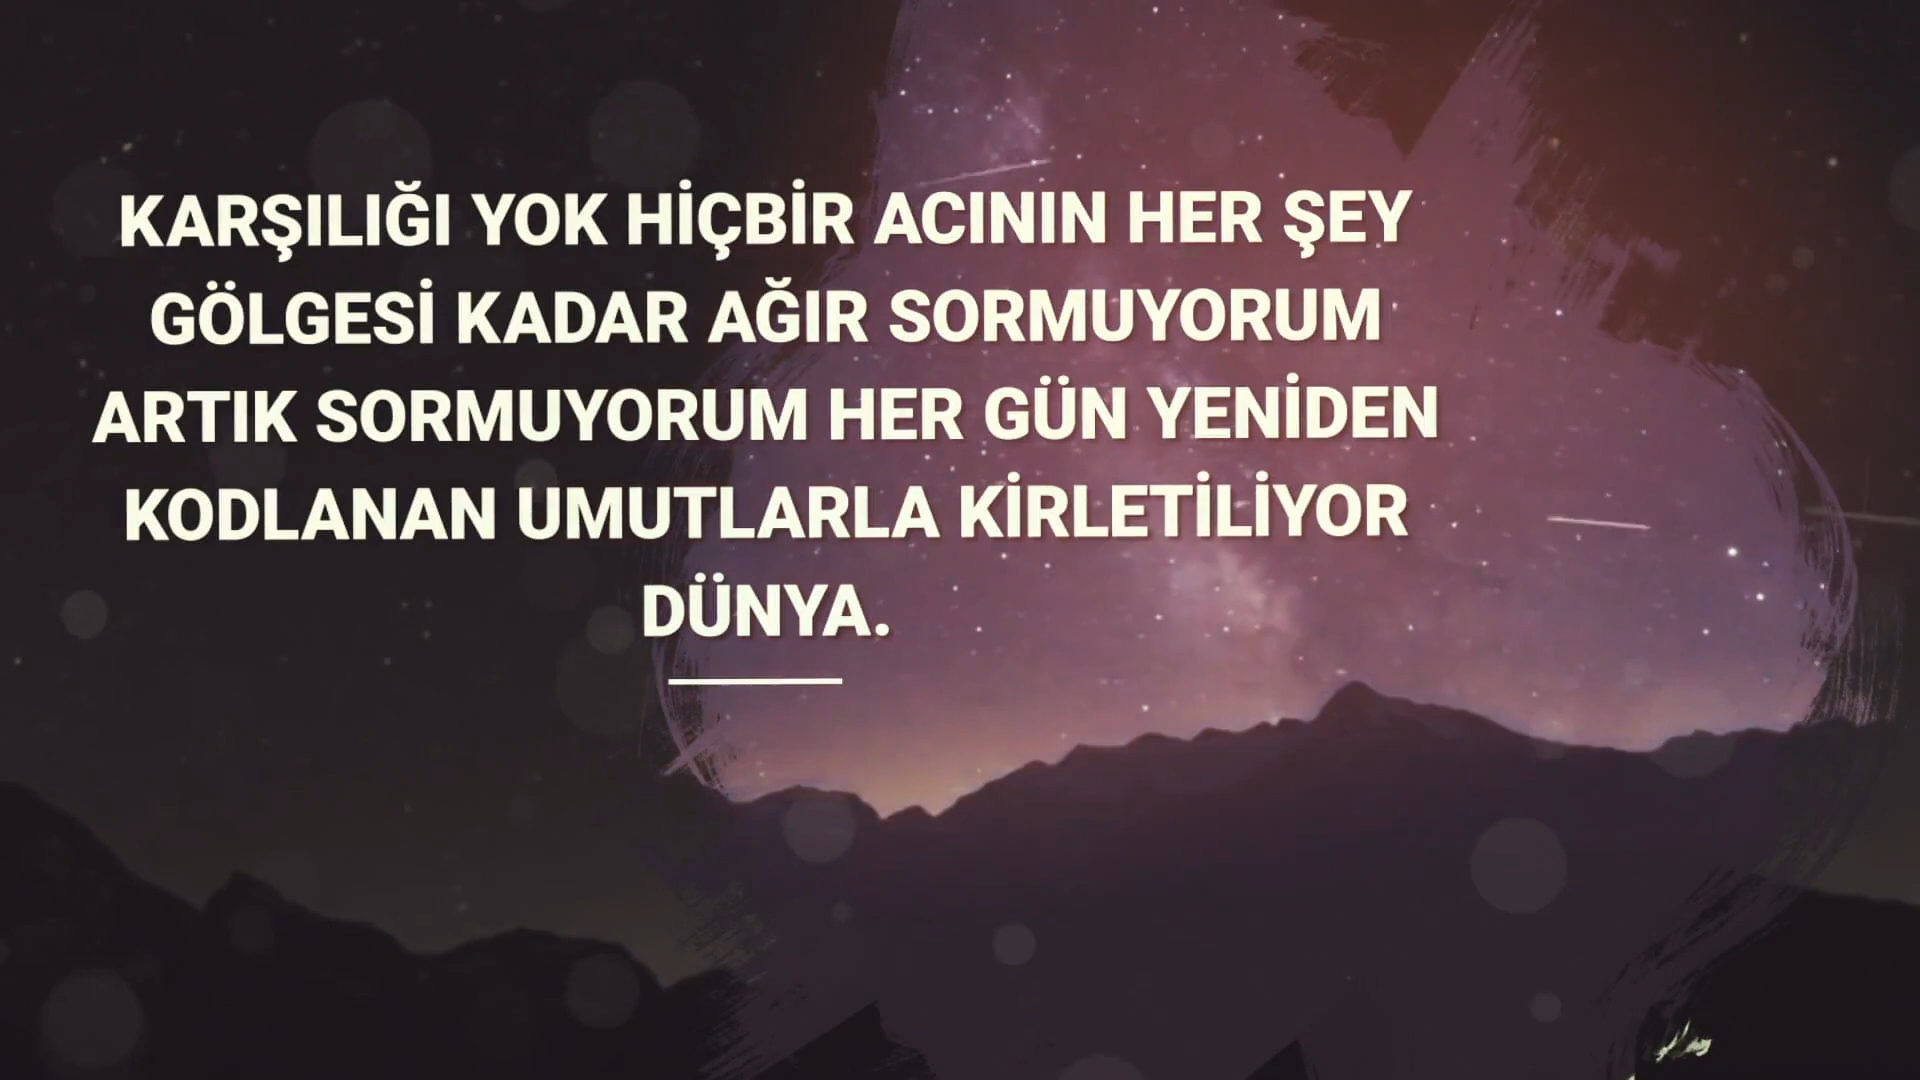 KARŞILIĞI YOK HİÇBİR ACININ HER ŞEY
GÖLGESİ KADAR AĞIR SORMUYORUM
ARTIK SORMUYORUM HER GÜN YENİDEN
KODLANAN UMUTLARLA KİRLETİLİYOR
DÜNYA.